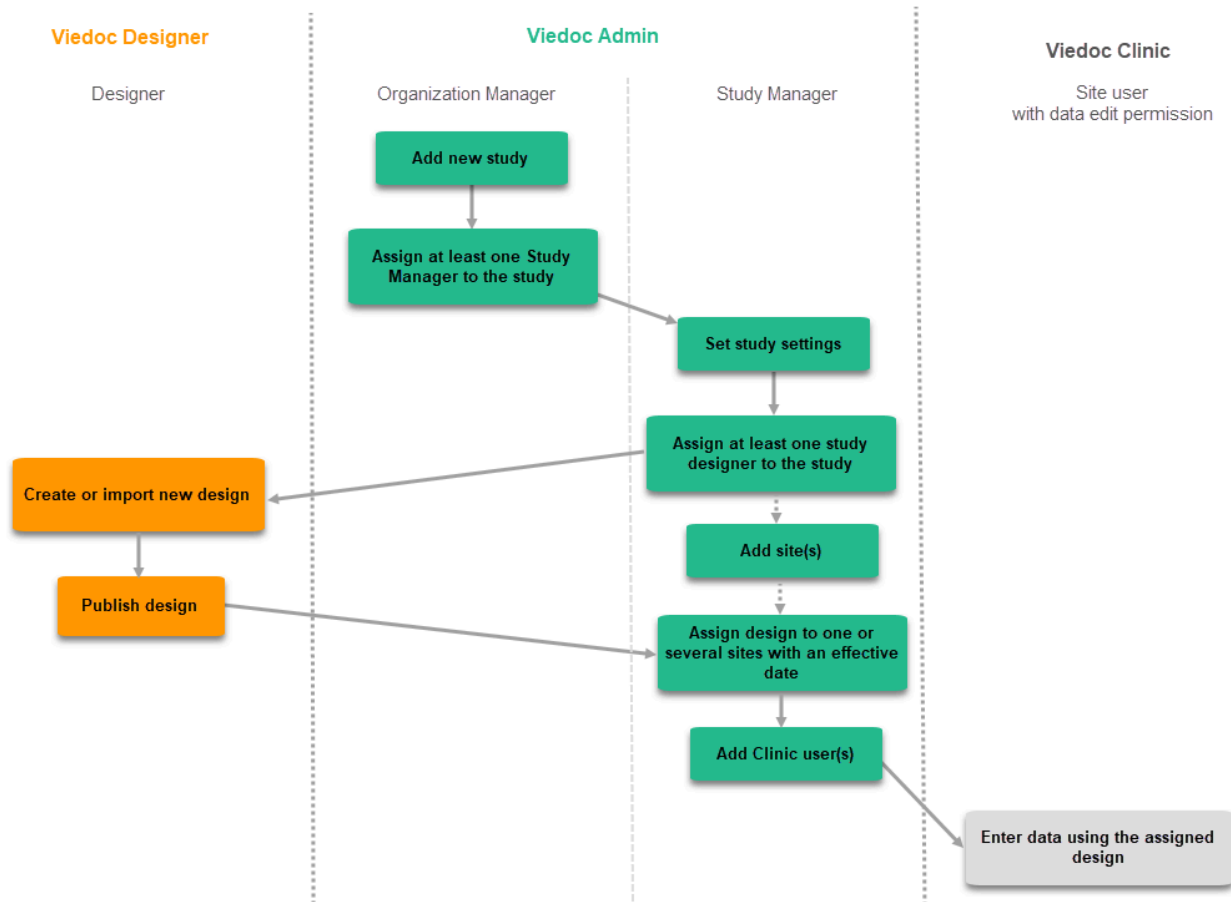 Viedoc Designer
Viedoc Admin
Viedoc Clinic
Designer
Organization Manager
Study Manager
Site user
with data edit permission
Add new study
Assign at least one Study
Manager to the study
Set study settings
Assign at least one study
designer to the study
Create or import new design
Add site(s)
Publish design
Assign design to one or
several sites with an effective
date
Add Clinic user(s)
Enter data using the assigned
design